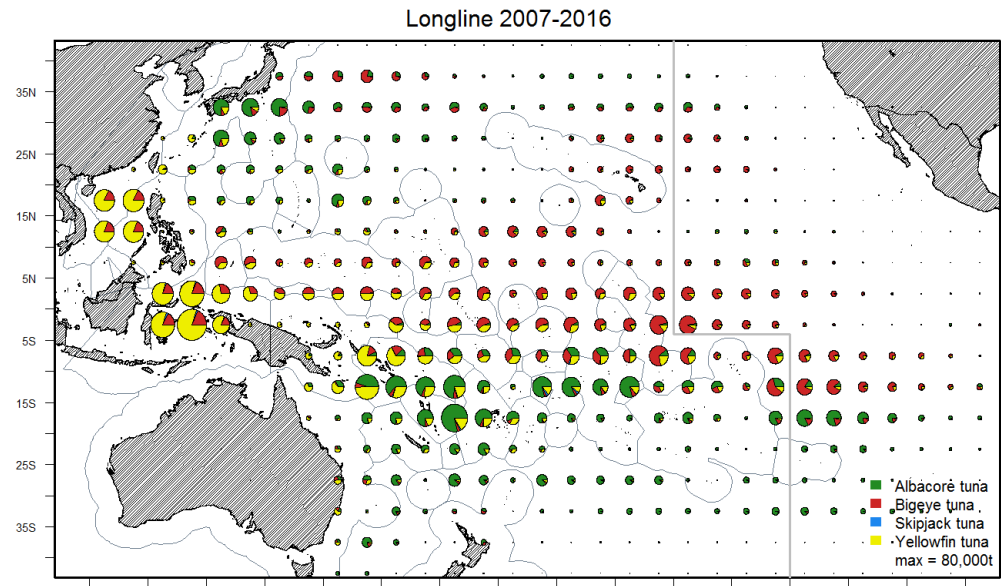 Longline 2007-2016
35N
25N
15N
5N
5S
15S
25S
35S
Albacore tuna
Bigeye tuna
Skipjack tuna
Yellowfin tuna
max = 80,000t